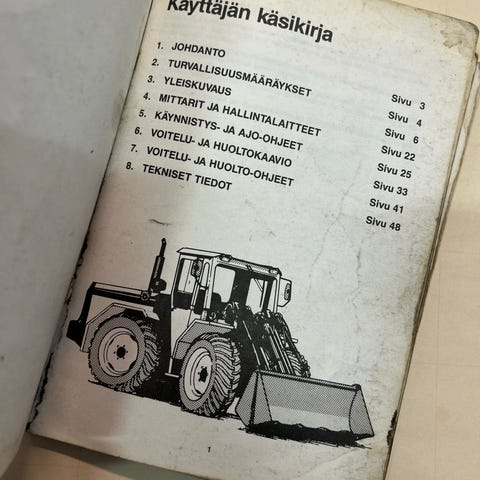 Käyttäjän käsikirja
1. JOHDANTO Sivu 3
2. TURVALLISUUSMÄÄRÄYKSET Sivu 4
3. YLEISKUVAUS Sivu 6
4. MITTARIT JA HALLINTALAITTEET Sivu 22
5. KÄYNNISTYS- JA AJO-OHJEET Sivu 25
6. VOITELU- JA HUOLTOKAAVIO Sivu 33
7. VOITELU- JA HUOLTO-OHJEET Sivu 41
8. TEKNISET TIEDOT Sivu 48
1